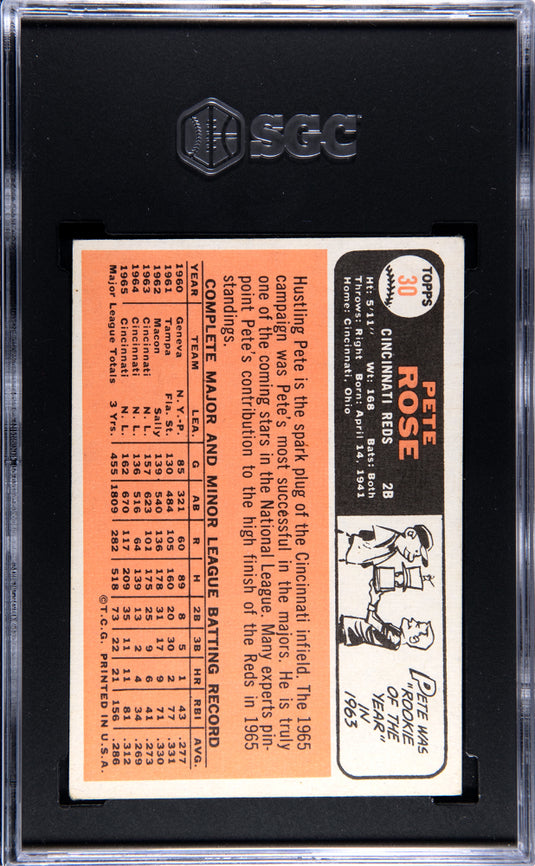 SGC
TOPPS
30
PETE
ROSE
CINCINNATI REDS 2B
Ht: 5'11" Wt: 168 Bats: Both
Throws: Right Born: April 14, 1941
Home: Cincinnati, Ohio
PETE WAS
"ROOKIE
OF THE
YEAR"
IN
1963
Hustling Pete is the spark plug of the Cincinnati infield. The 1965
campaign was Pete's most successful in the majors. He is truly
one of the coming stars in the National League. Many experts pin-
point Pete's contribution to the high finish of the Reds in 1965
standings.
COMPLETE MAJOR AND MINOR LEAGUE BATTING RECORD
YEAR TEAM LEA. G AB R H 2B 3B HR RBI AVG.
1960 Geneva N.Y.-P. 85 321 60 89 8 5 1 43 .277
1961 Tampa Fla. St. 130 484 105 160 20 30 2 77 .331
1962 Macon Sally 139 540 136 178 31 17 9 71 .330
1963 Cincinnati N. L. 157 623 101 175 25 9 6 41 .273
1964 Cincinnati N. L. 136 516 64 139 13 2 4 34 .269
1965 Cincinnati N. L. 162 670 117 209 35 11 11 81 .312
Major League Totals 3 Yrs. 455 1809 282 518 73 22 21 156 .286
©T.C.G. PRINTED IN U.S.A.